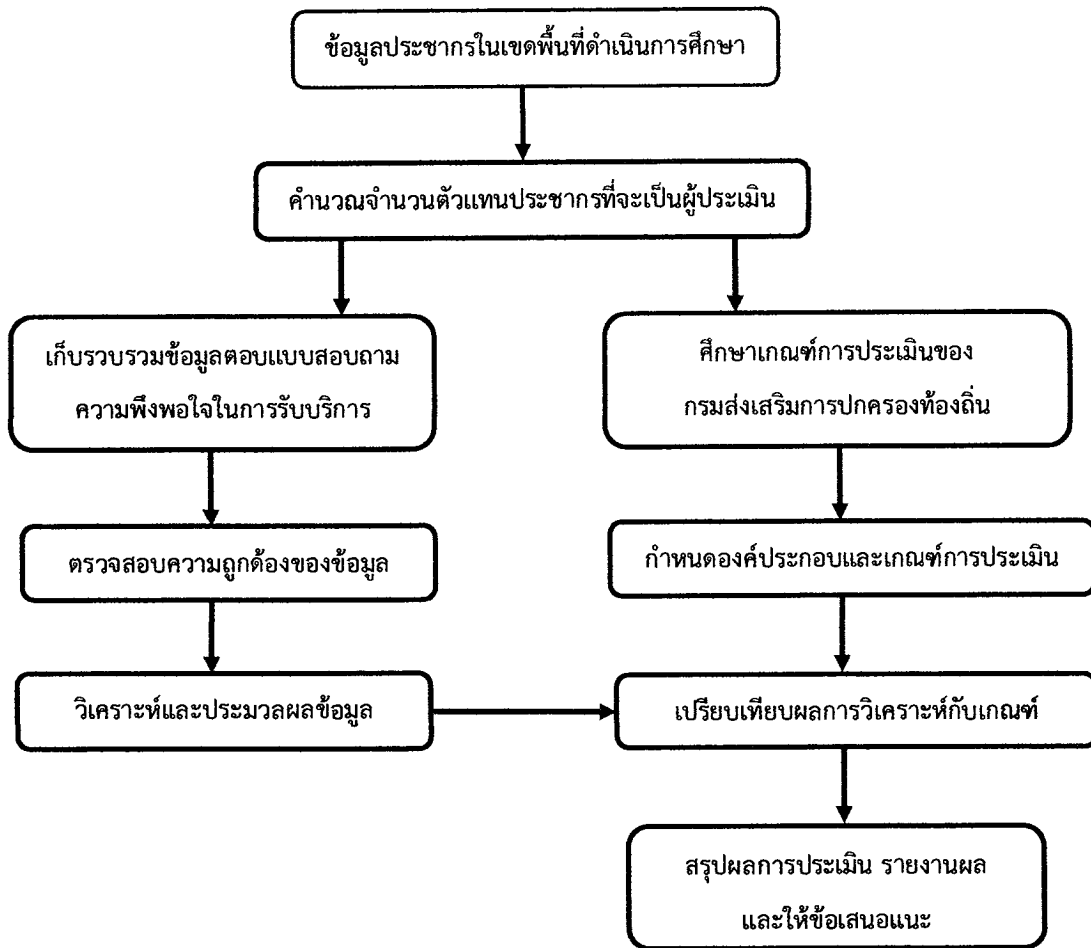 ข้อมูลประชากรในเขตพื้นที่ดำเนินการศึกษา
คำนวณจำนวนตัวแทนประชากรที่จะเป็นผู้ประเมิน
เก็บรวบรวมข้อมูลตอบแบบสอบถาม
ความพึงพอใจในการรับบริการ
ศึกษาเกณฑ์การประเมินของ
กรมส่งเสริมการปกครองท้องถิ่น
ตรวจสอบความถูกต้องของข้อมูล
กำหนดองค์ประกอบและเกณฑ์การประเมิน
วิเคราะห์และประมวลผลข้อมูล
เปรียบเทียบผลการวิเคราะห์กับเกณฑ์
สรุปผลการประเมิน รายงานผล
และให้ข้อเสนอแนะ